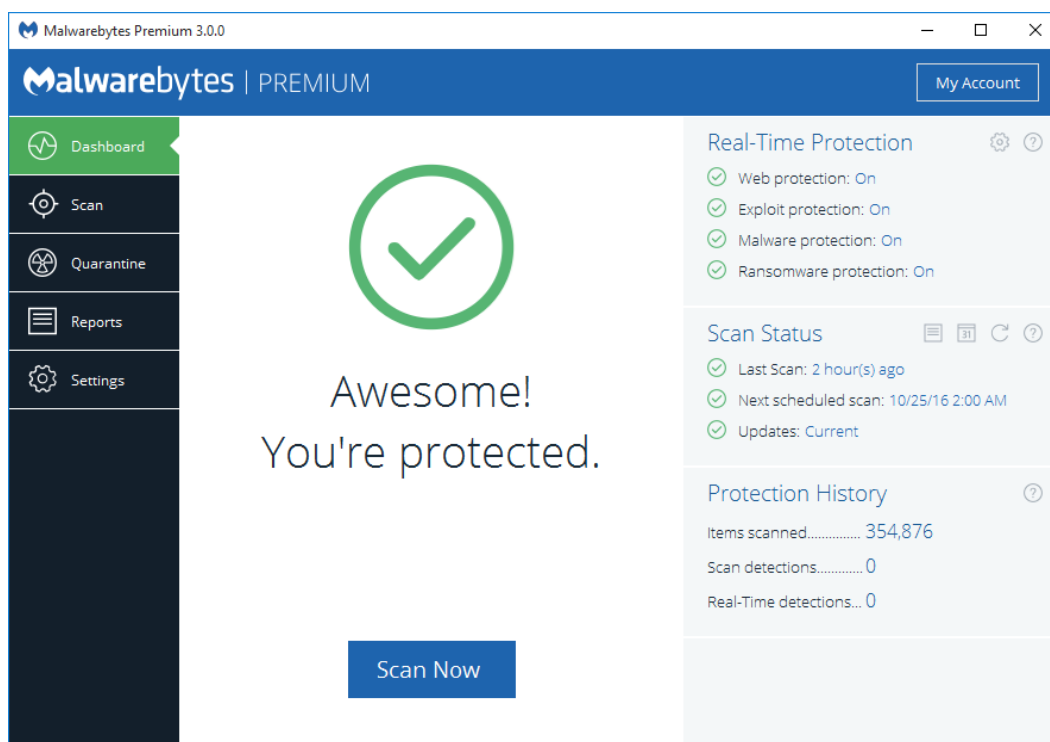 Malwarebytes Premium 3.0.0
Malwarebytes | PREMIUM
My Account
Dashboard
Scan
Quarantine
Reports
Settings
Awesome!
You're protected.
Scan Now
Real-Time Protection
?
Web protection: On
Exploit protection: On
Malware protection: On
Ransomware protection: On
Scan Status
31
?
Last Scan: 2 hour(s) ago
Next scheduled scan: 10/25/16 2:00 AM
Updates: Current
Protection History
?
Items scanned............... 354,876
Scan detections............ 0
Real-Time detections... 0